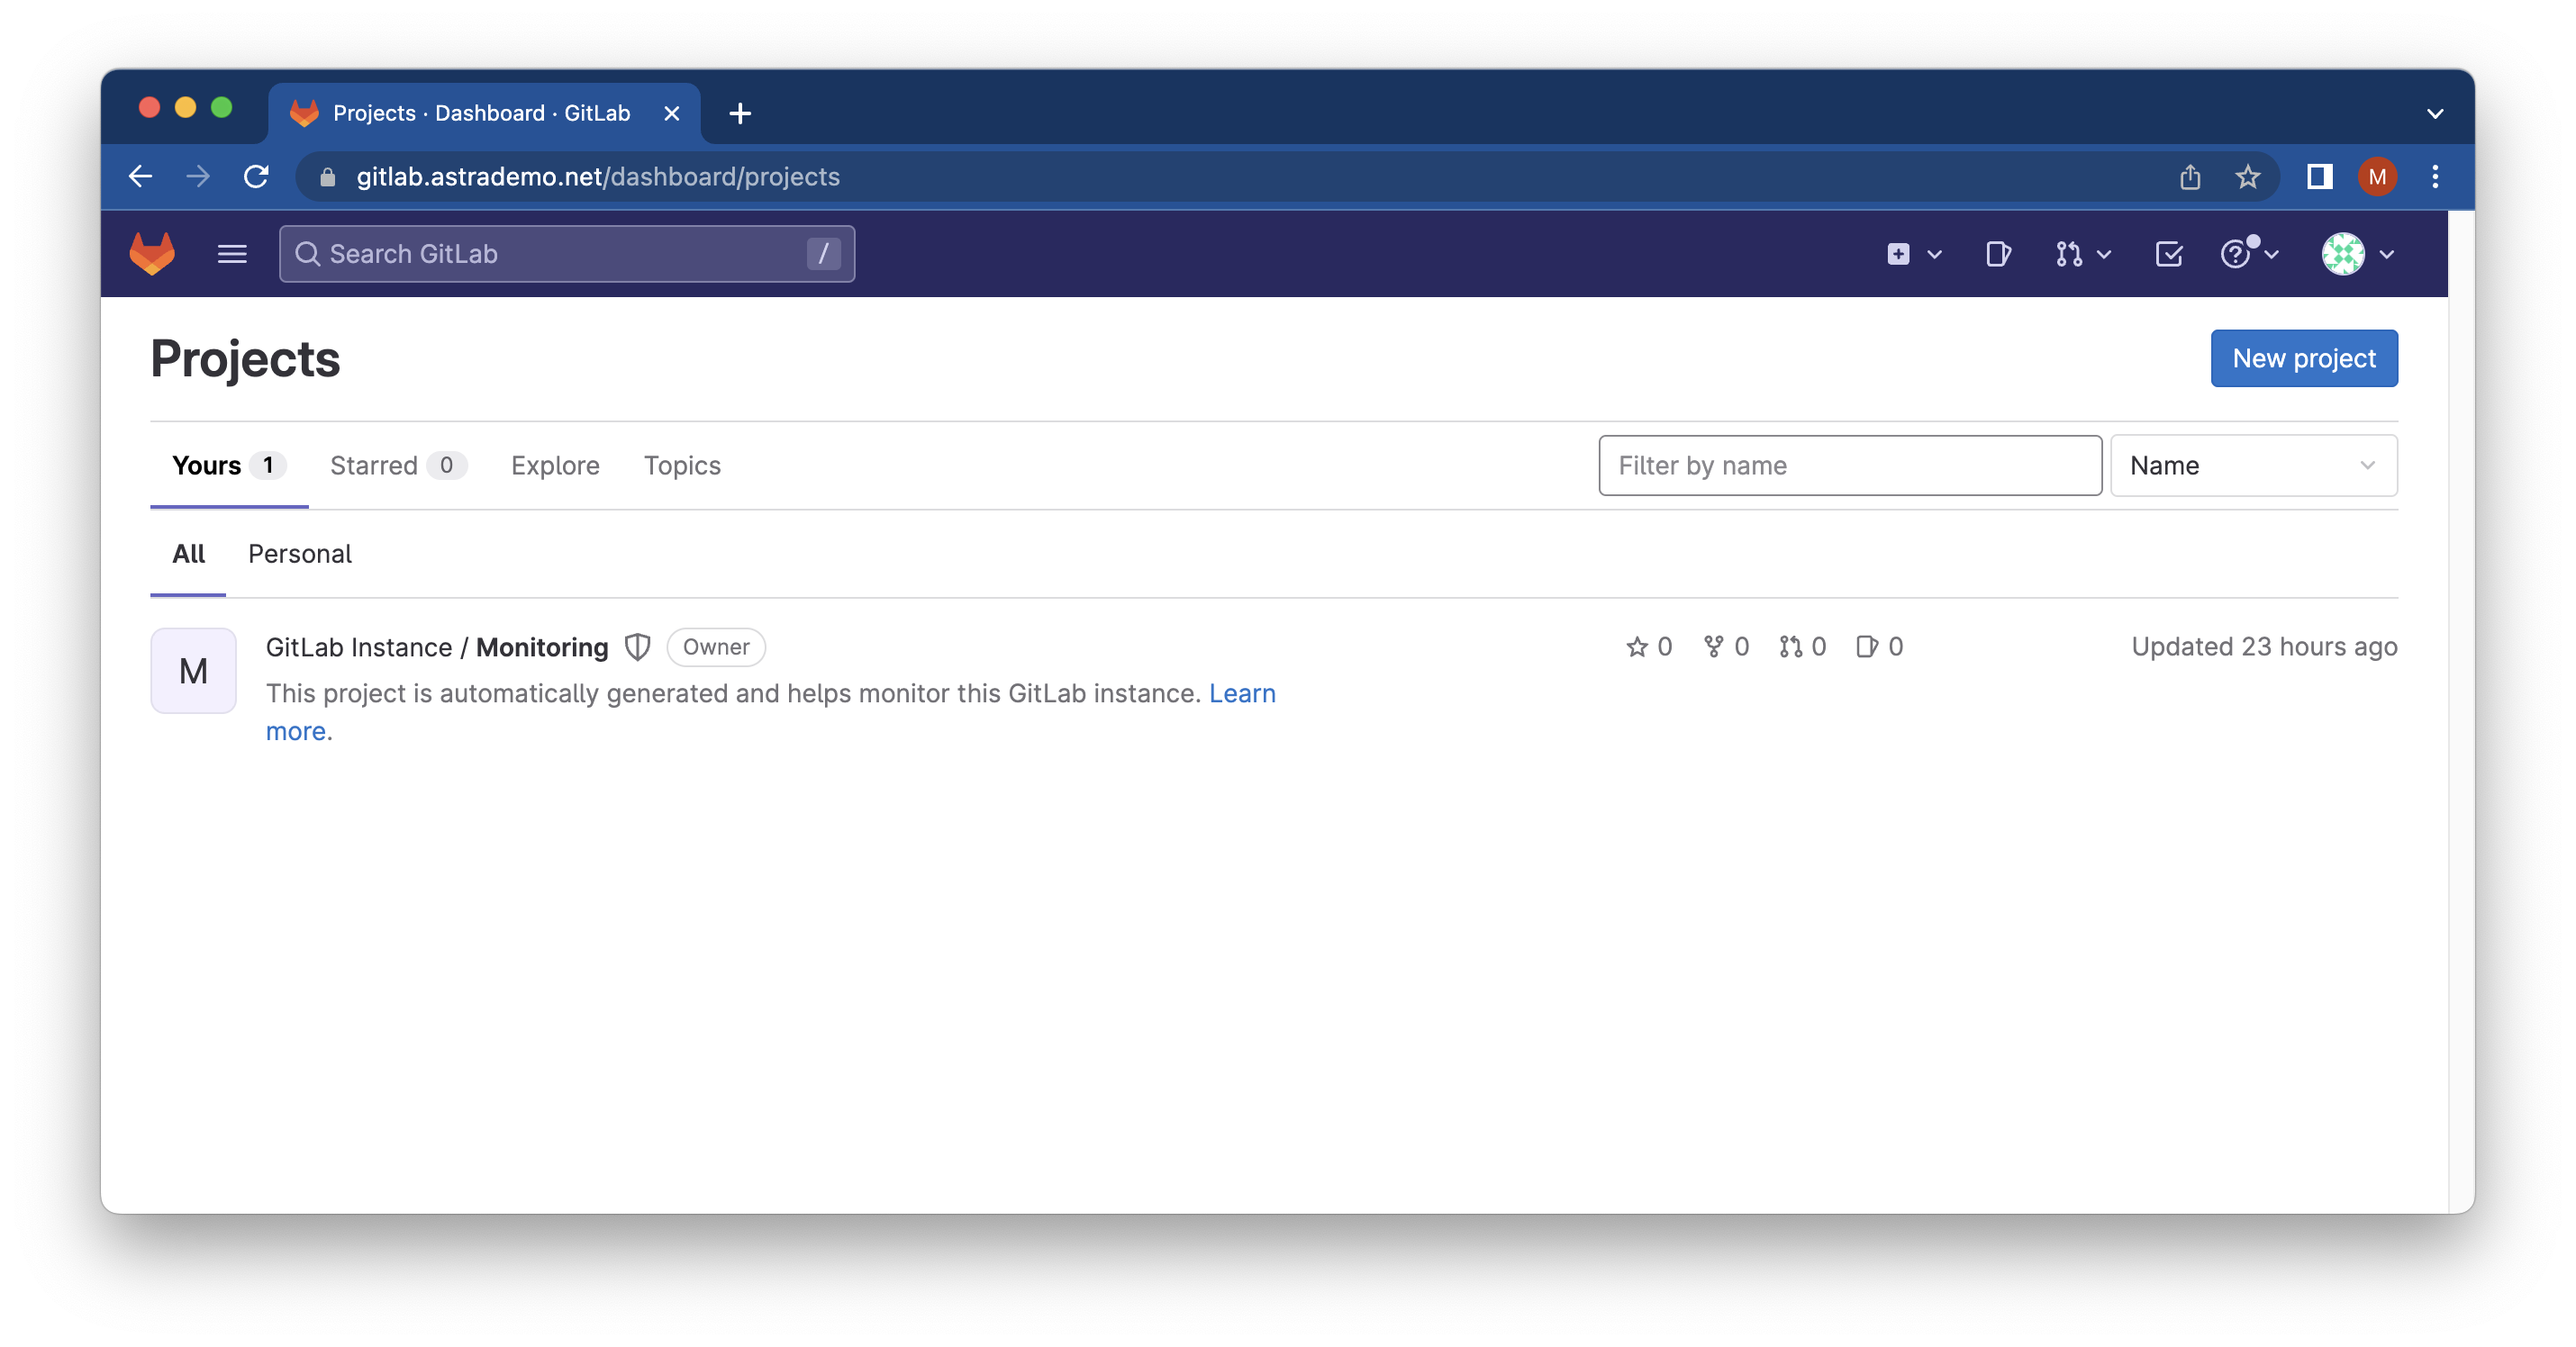 Projects · Dashboard · GitLab
gitlab.astrademo.net/dashboard/projects
M
Search GitLab /
Projects
New project
Yours 1 Starred 0 Explore Topics Filter by name Name
All Personal
M GitLab Instance / Monitoring Owner 0 0 0 0 Updated 23 hours ago
This project is automatically generated and helps monitor this GitLab instance. Learn
more.